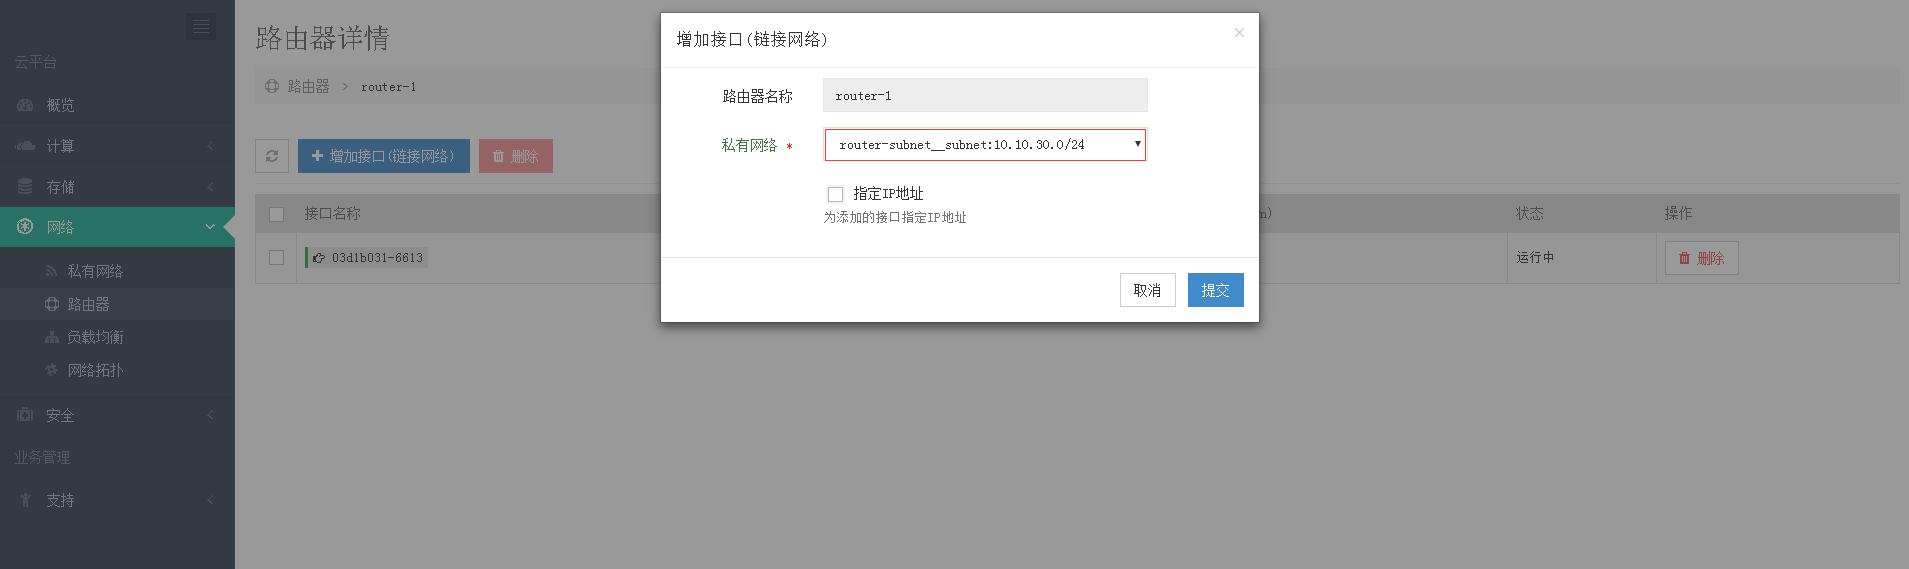 云平台
概览
计算
存储
网络
私有网络
路由器
负载均衡
网络拓扑
安全
业务管理
支持
路由器详情
路由器 > router-1
增加接口(链接网络) 删除
接口名称 状态 操作
03d1b031-6613 运行中 删除
增加接口(链接网络) ×
路由器名称 router-1
私有网络 * router-subnet__subnet:10.10.30.0/24
指定IP地址
为添加的接口指定IP地址
取消 提交